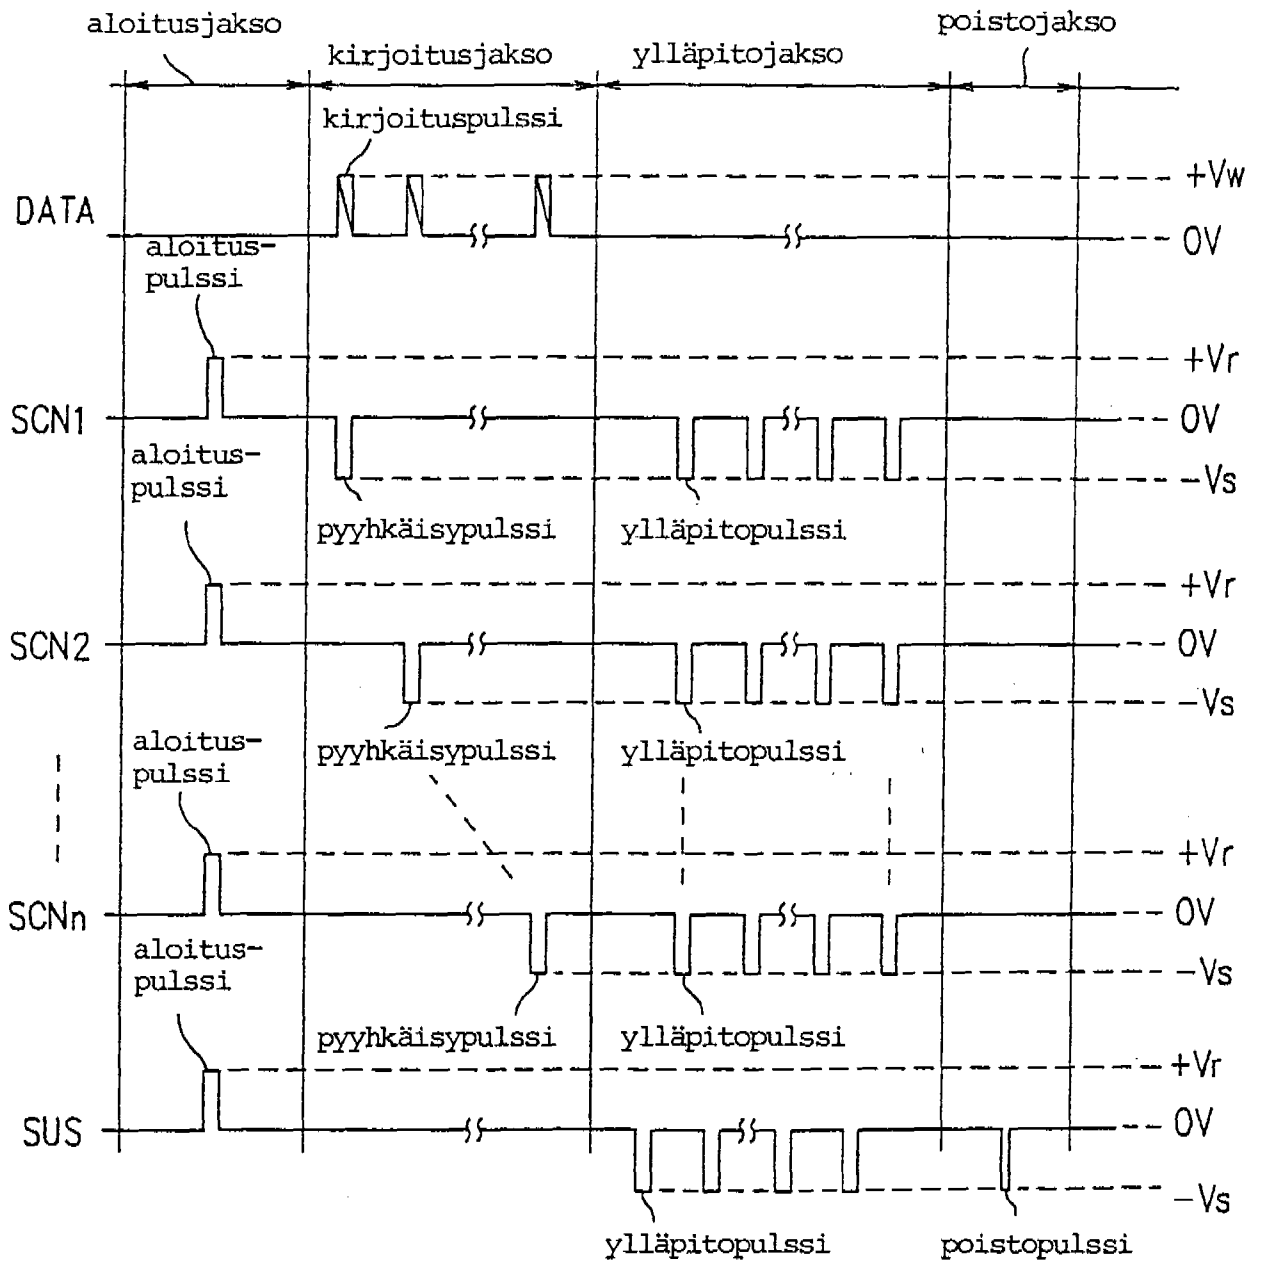 aloitusjakso
kirjoitusjakso
ylläpitojakso
poistojakso
kirjoituspulssi
+Vw
DATA
0V
aloitus-
pulssi
+Vr
SCN1
0V
-Vs
aloitus-
pulssi
pyyhkäisypulssi
ylläpitopulssi
+Vr
SCN2
0V
-Vs
aloitus-
pulssi
pyyhkäisypulssi
ylläpitopulssi
+Vr
SCNn
0V
-Vs
aloitus-
pulssi
pyyhkäisypulssi
ylläpitopulssi
+Vr
SUS
0V
-Vs
ylläpitopulssi
poistopulssi